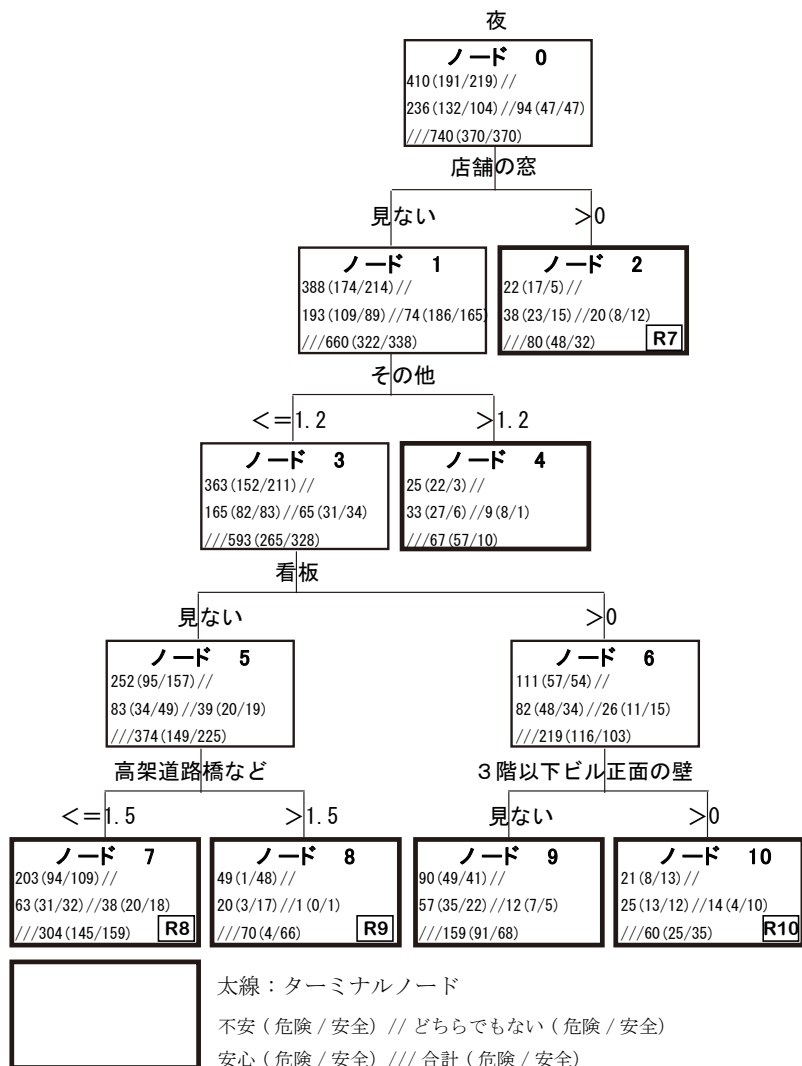 夜
ノード 0
410(191/219)//
236(132/104)//94(47/47)
///740(370/370)
店舗の窓
見ない
＞0
ノード 1
388(174/214)//
193(109/89)//74(186/165)
///660(322/338)
ノード 2
22(17/5)//
38(23/15)//20(8/12)
///80(48/32)
R7
その他
＜＝1.2
＞1.2
ノード 3
363(152/211)//
165(82/83)//65(31/34)
///593(265/328)
ノード 4
25(22/3)//
33(27/6)//9(8/1)
///67(57/10)
看板
見ない
＞0
ノード 5
252(95/157)//
83(34/49)//39(20/19)
///374(149/225)
ノード 6
111(57/54)//
82(48/34)//26(11/15)
///219(116/103)
高架道路橋など
３階以下ビル正面の壁
＜＝1.5
＞1.5
見ない
＞0
ノード 7
203(94/109)//
63(31/32)//38(20/18)
///304(145/159)
R8
ノード 8
49(1/48)//
20(3/17)//1(0/1)
///70(4/66)
R9
ノード 9
90(49/41)//
57(35/22)//12(7/5)
///159(91/68)
ノード 10
21(8/13)//
25(13/12)//14(4/10)
///60(25/35)
R10
太線：ターミナルノード
不安 ( 危険 / 安全) // どちらでもない ( 危険 / 安全)
安心 ( 危険 / 安全) /// 合計 ( 危険 / 安全)